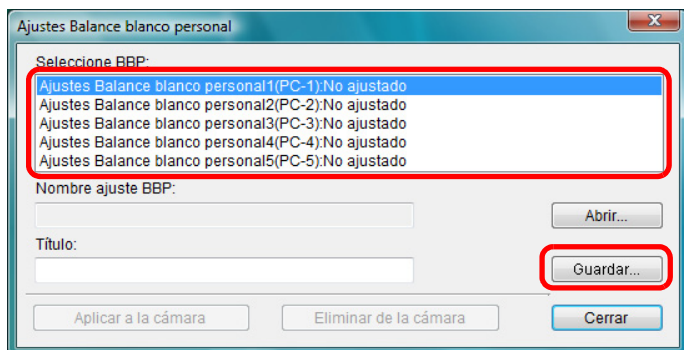 Ajustes Balance blanco personal
Seleccione BBP:
Ajustes Balance blanco personal1(PC-1):No ajustado
Ajustes Balance blanco personal2(PC-2):No ajustado
Ajustes Balance blanco personal3(PC-3):No ajustado
Ajustes Balance blanco personal4(PC-4):No ajustado
Ajustes Balance blanco personal5(PC-5):No ajustado
Nombre ajuste BBP:
Abrir...
Título:
Guardar...
Aplicar a la cámara Eliminar de la cámara Cerrar